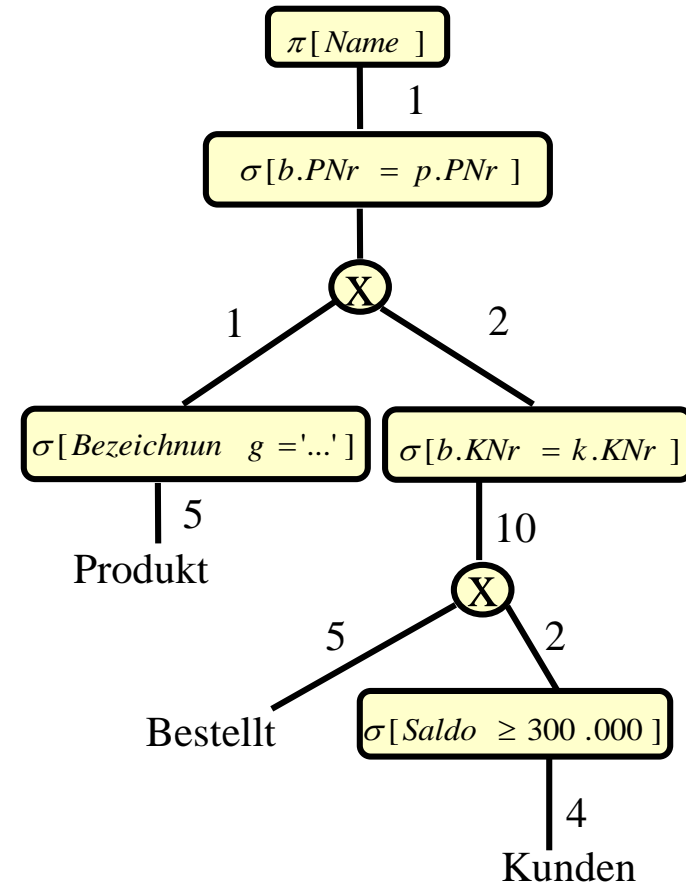 π[Name ]
1
σ[b.PNr = p.PNr ]
X
1
2
σ[Bezeichnun g ='...' ]
σ[b.KNr = k.KNr ]
5
10
Produkt
X
5
2
Bestellt
σ[Saldo ≥ 300 .000 ]
4
Kunden